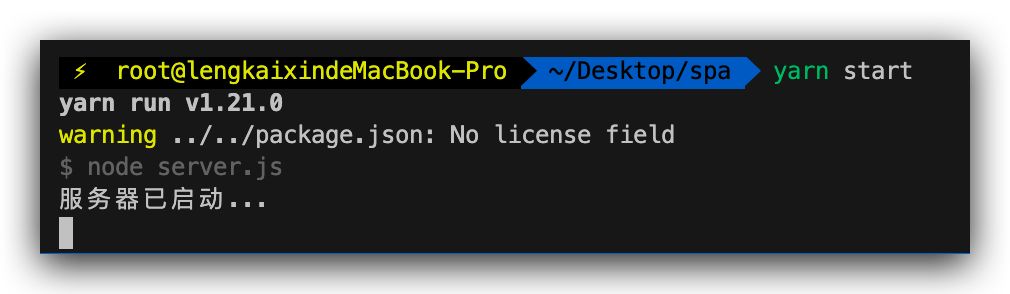 ⚡ root@lengkaixindeMacBook-Pro ~/Desktop/spa yarn start
yarn run v1.21.0
warning ../../package.json: No license field
$ node server.js
服务器已启动...